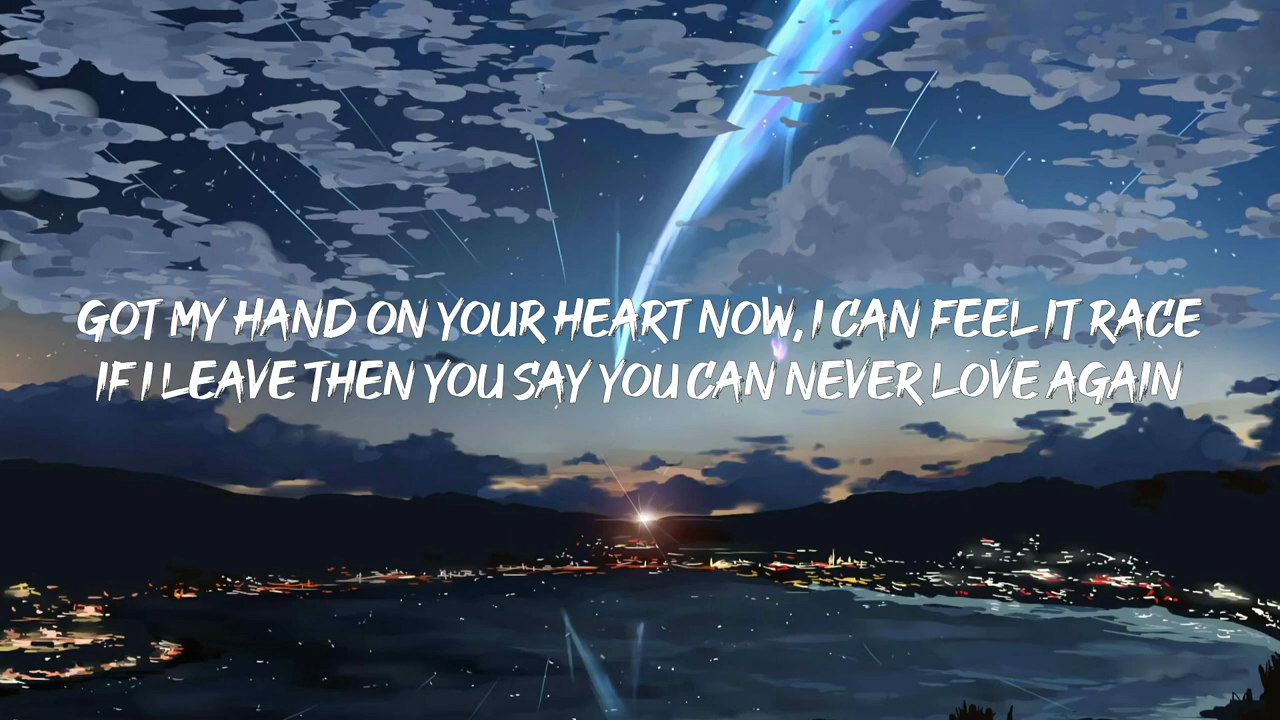 GOT MY HAND ON YOUR HEART NOW, I CAN FEEL IT RACE
IF I LEAVE THEN YOU SAY YOU CAN NEVER LOVE AGAIN